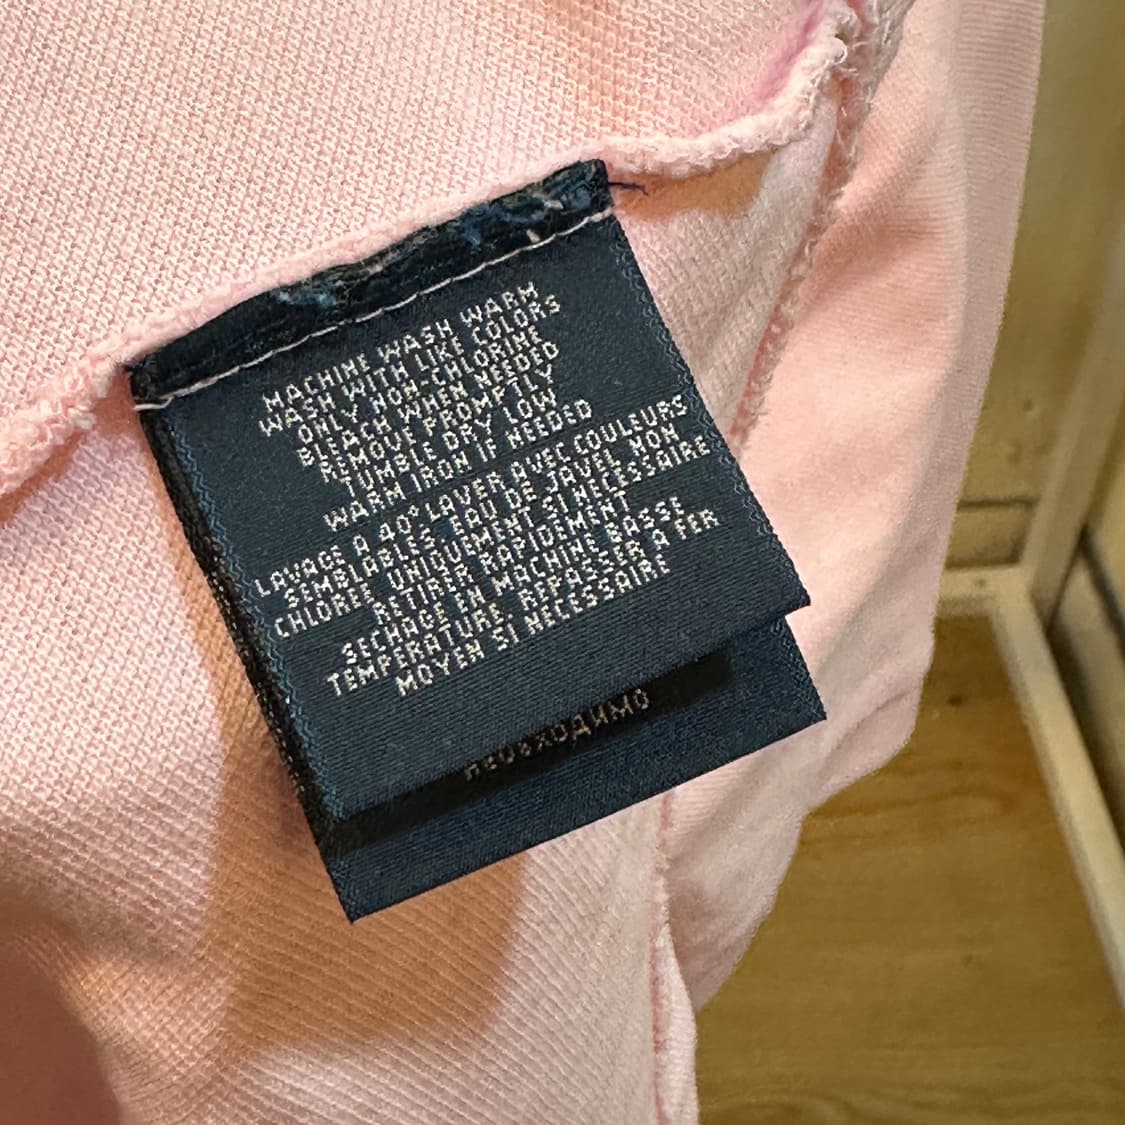 MACHINE WASH WARM
WASH WITH LIKE COLORS
ONLY NON-CHLORINE
BLEACH WHEN NEEDED
REMOVE PROMPTLY
TUMBLE DRY LOW
WARM IRON IF NEEDED
LAVAGE A 40° LAVER AVEC COULEURS
SEMBLABLES EAU DE JAVEL NON
CHLOREE UNIQUEMENT SI NECESSAIRE
RETIRER RAPIDEMENT
SECHAGE EN MACHINE BASSE
TEMPERATURE REPASSER A FER
MOYEN SI NECESSAIRE
НЕОБХОДИМО